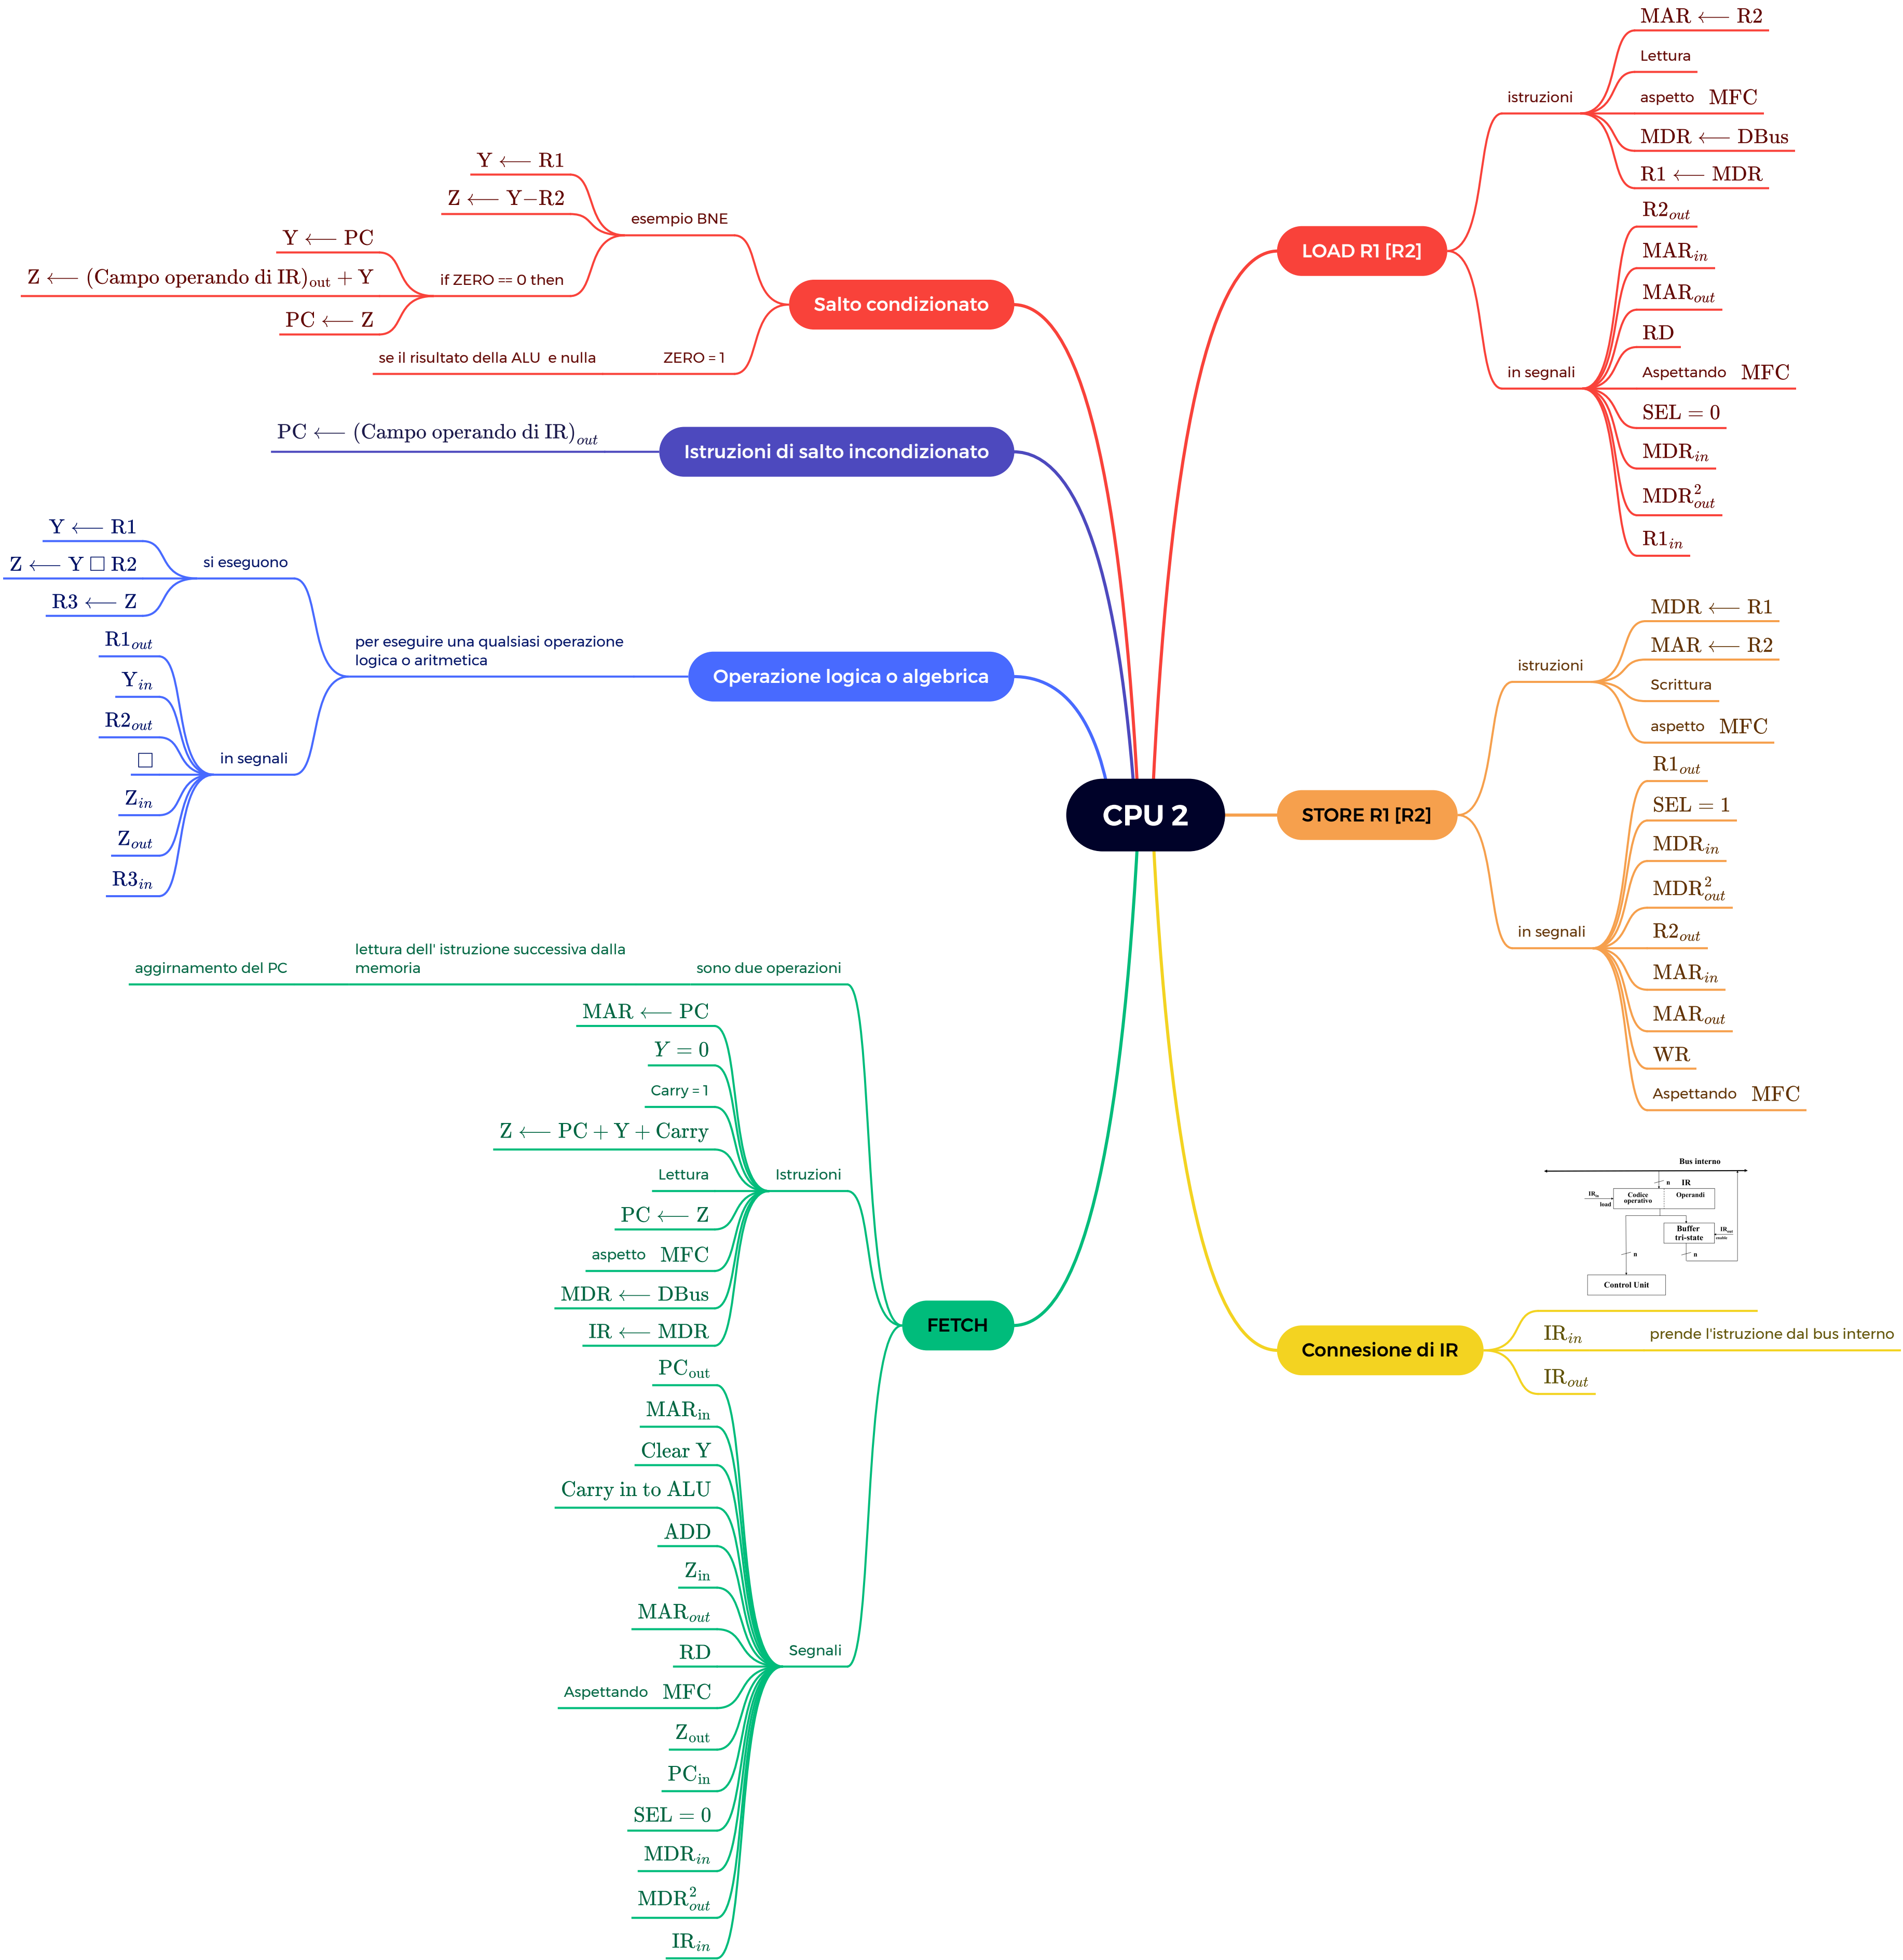 CPU 2
LOAD R1 [R2]
istruzioni
MAR ⟵ R2
Lettura
aspetto MFC
MDR ⟵ DBus
R1 ⟵ MDR
in segnali
R2out
MARin
MARout
RD
Aspettando MFC
SEL = 0
MDRin
MDR²out
R1in
STORE R1 [R2]
istruzioni
MDR ⟵ R1
MAR ⟵ R2
Scrittura
aspetto MFC
in segnali
R1out
SEL = 1
MDRin
MDR²out
R2out
MARin
MARout
WR
Aspettando MFC
Connesione di IR
Bus interno
n IR
IRin
load
Codice
operativo
Operandi
Buffer
tri-state
IRout
enable
n
n
Control Unit
IRin
prende l'istruzione dal bus interno
IRout
Salto condizionato
esempio BNE
Y ⟵ R1
Z ⟵ Y−R2
if ZERO == 0 then
Y ⟵ PC
Z ⟵ (Campo operando di IR)out + Y
PC ⟵ Z
ZERO = 1
se il risultato della ALU e nulla
Istruzioni di salto incondizionato
PC ⟵ (Campo operando di IR)out
Operazione logica o algebrica
per eseguire una qualsiasi operazione
logica o aritmetica
si eseguono
Y ⟵ R1
Z ⟵ Y □ R2
R3 ⟵ Z
in segnali
R1out
Yin
R2out
□
Zin
Zout
R3in
FETCH
sono due operazioni
lettura dell' istruzione successiva dalla
memoria
aggirnamento del PC
Istruzioni
MAR ⟵ PC
Y = 0
Carry = 1
Z ⟵ PC + Y + Carry
Lettura
PC ⟵ Z
aspetto MFC
MDR ⟵ DBus
IR ⟵ MDR
Segnali
PCout
MARin
Clear Y
Carry in to ALU
ADD
Zin
MARout
RD
Aspettando MFC
Zout
PCin
SEL = 0
MDRin
MDR²out
IRin